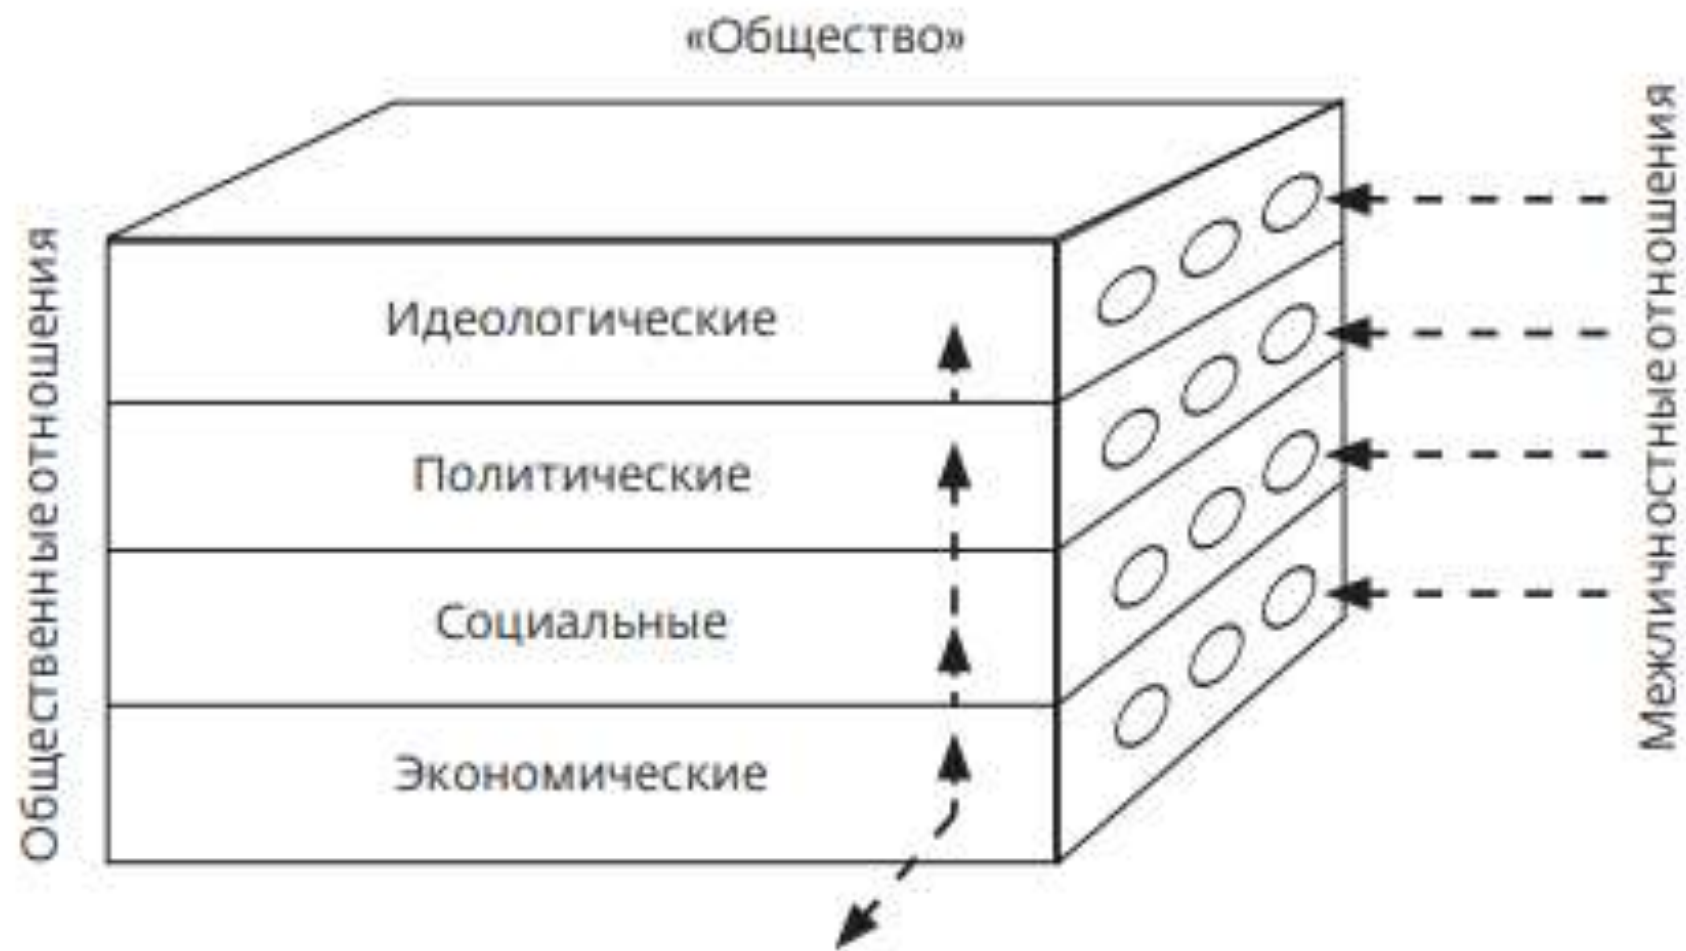 «Общество»
Общественные отношения
Идеологические
Политические
Социальные
Экономические
Межличностные отношения